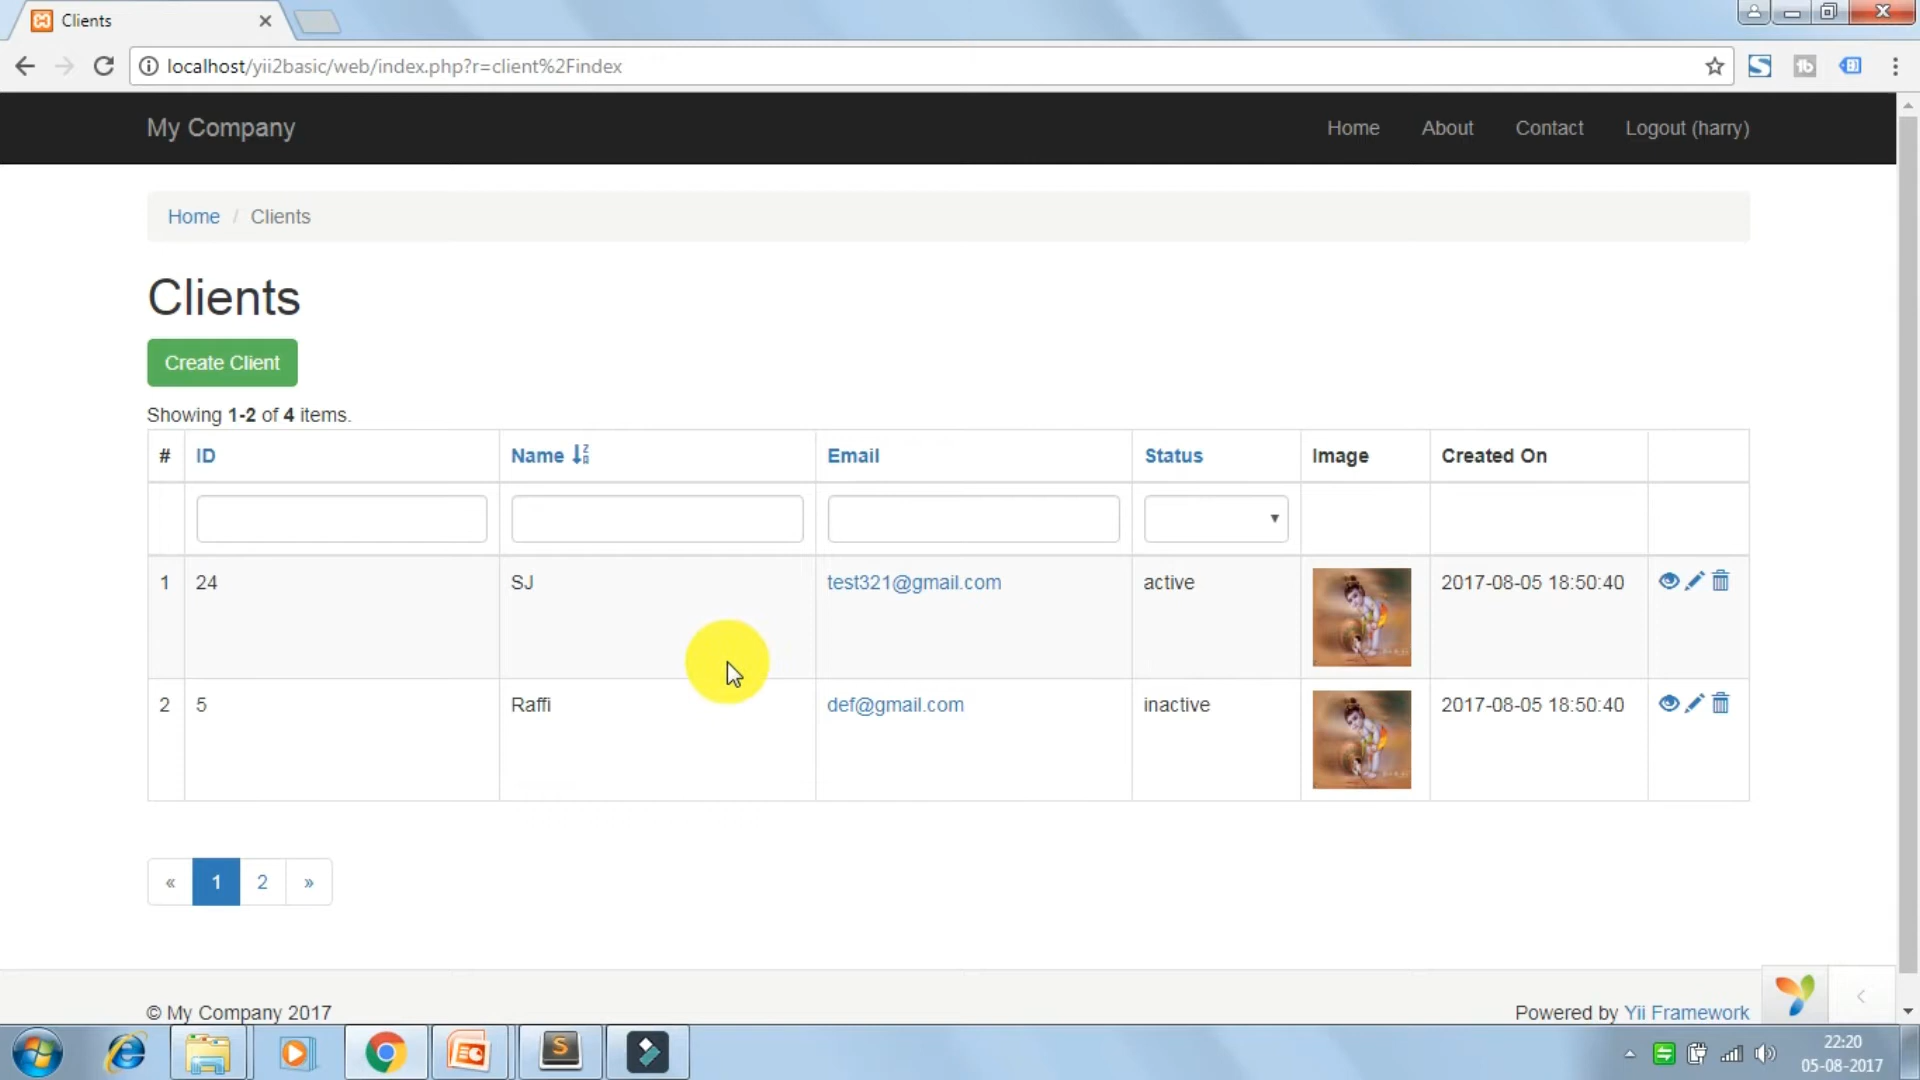 Clients
localhost/yii2basic/web/index.php?r=client%2Findex
My Company
Home About Contact Logout (harry)
Home / Clients
Clients
Create Client
Showing 1-2 of 4 items.
# ID Name Email Status Image Created On
1 24 SJ test321@gmail.com active 2017-08-05 18:50:40
2 5 Raffi def@gmail.com inactive 2017-08-05 18:50:40
« 1 2 »
© My Company 2017
Powered by Yii Framework
22:20
05-08-2017